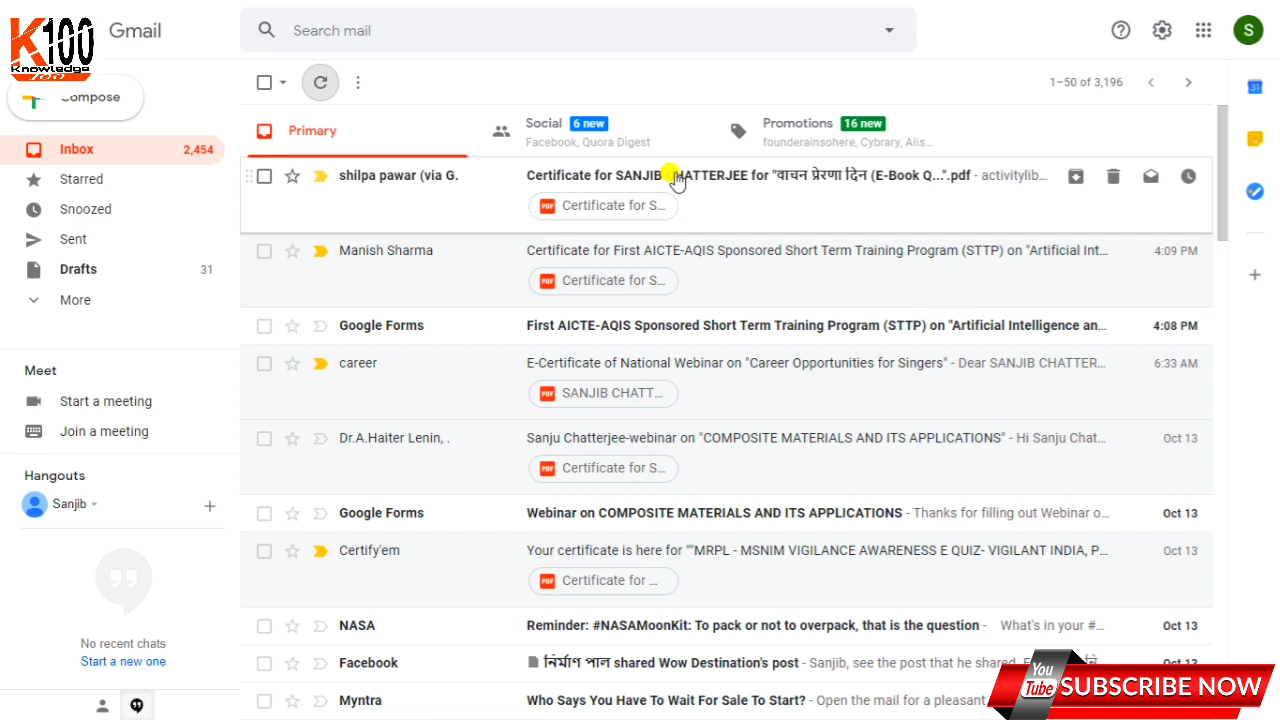 K100
Knowledge
Gmail
Search mail
S
Compose
1–50 of 3,196
Inbox 2,454
Starred
Snoozed
Sent
Drafts 31
More
Meet
Start a meeting
Join a meeting
Hangouts
Sanjib
No recent chats
Start a new one
31
Primary
Social 6 new
Facebook, Quora Digest
Promotions 16 new
founderainsohere, Cybrary, Alis...
shilpa pawar (via G. Certificate for SANJIB CHATTERJEE for "वाचन प्रेरणा दिन (E-Book Q...".pdf - activitylib...
PDF Certificate for S...
Manish Sharma Certificate for First AICTE-AQIS Sponsored Short Term Training Program (STTP) on "Artificial Int... 4:09 PM
PDF Certificate for S...
Google Forms First AICTE-AQIS Sponsored Short Term Training Program (STTP) on "Artificial Intelligence an... 4:08 PM
career E-Certificate of National Webinar on "Career Opportunities for Singers" - Dear SANJIB CHATTER... 6:33 AM
PDF SANJIB CHATT...
Dr.A.Haiter Lenin, . Sanju Chatterjee-webinar on "COMPOSITE MATERIALS AND ITS APPLICATIONS" - Hi Sanju Chat... Oct 13
PDF Certificate for S...
Google Forms Webinar on COMPOSITE MATERIALS AND ITS APPLICATIONS - Thanks for filling out Webinar o... Oct 13
Certify'em Your certificate is here for ""MRPL - MSNIM VIGILANCE AWARENESS E QUIZ- VIGILANT INDIA, P... Oct 13
PDF Certificate for ...
NASA Reminder: #NASAMoonKit: To pack or not to overpack, that is the question - What's in your #... Oct 13
Facebook নির্মাণ পাল shared Wow Destination's post - Sanjib, see the post that he shared. Oct 13
Myntra Who Says You Have To Wait For Sale To Start? - Open the mail for a pleasant
You
Tube SUBSCRIBE NOW